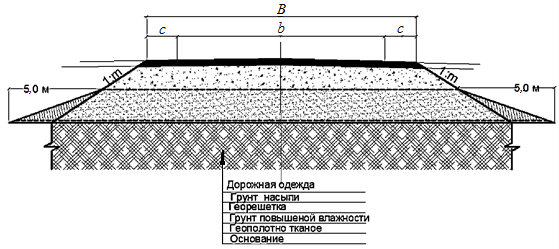 B
c b c
1:m 1:m
5,0 м 5,0 м
Дорожная одежда
Грунт насыпи
Георешетка
Грунт повышеной влажности
Геополотно тканое
Основание